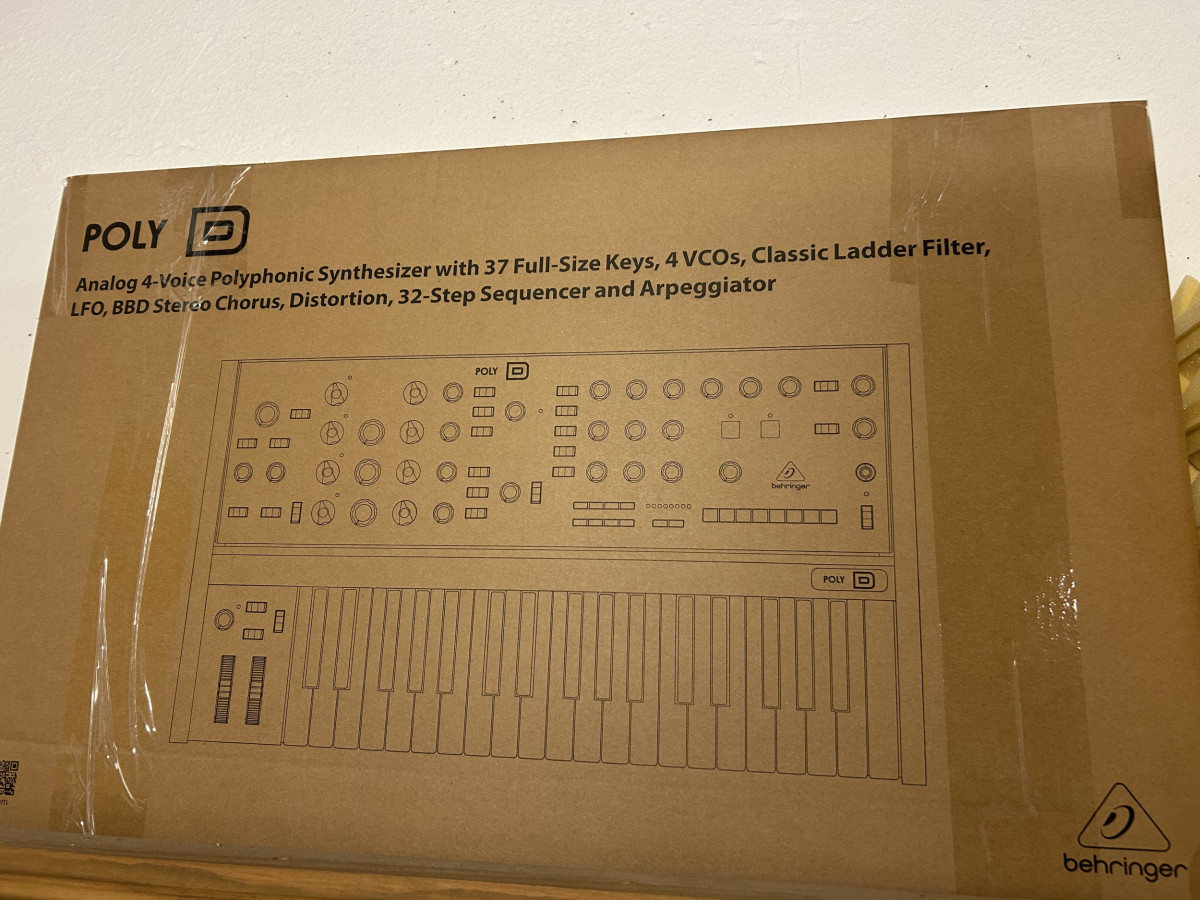 POLY D
Analog 4-Voice Polyphonic Synthesizer with 37 Full-Size Keys, 4 VCOs, Classic Ladder Filter,
LFO, BBD Stereo Chorus, Distortion, 32-Step Sequencer and Arpeggiator
POLY D
behringer
POLY D
behringer